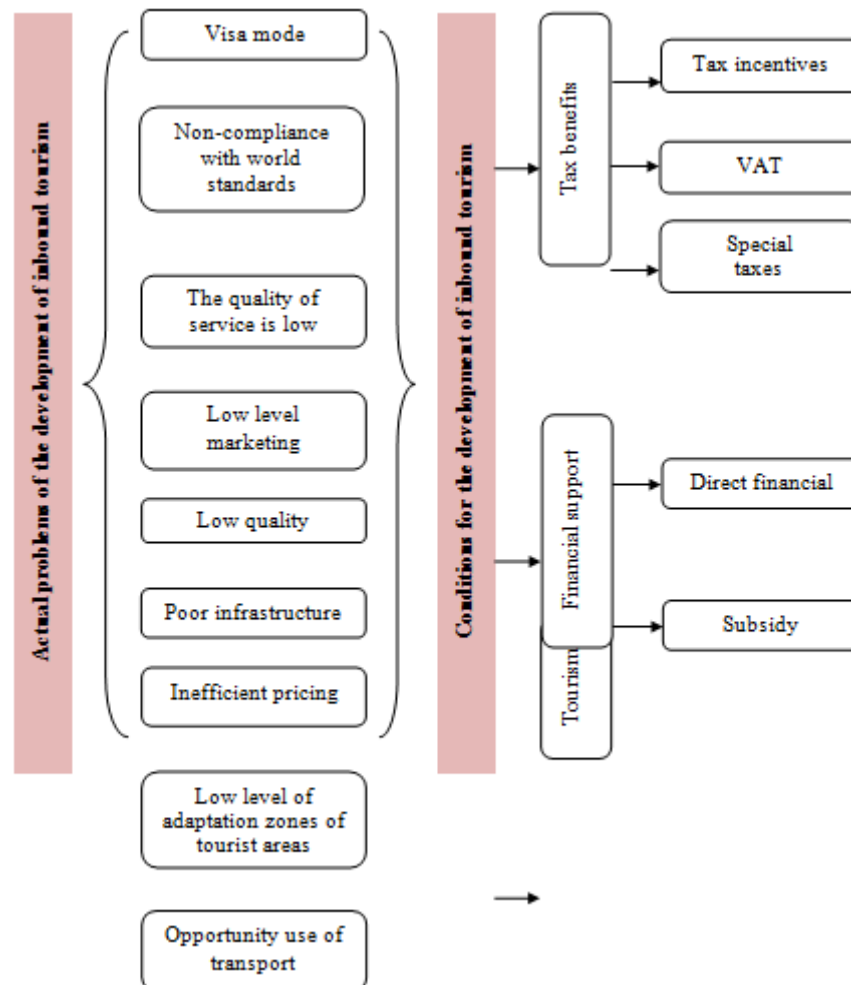 Actual problems of the development of inbound tourism
Visa mode
Non-compliance
with world
standards
The quality of
service is low
Low level
marketing
Low quality
Poor infrastructure
Inefficient pricing
Low level of
adaptation zones of
tourist areas
Opportunity use of
transport
Conditions for the development of inbound tourism
Tax benefits
Tax incentives
VAT
Special
taxes
Financial support
Direct financial
Subsidy
Tourism